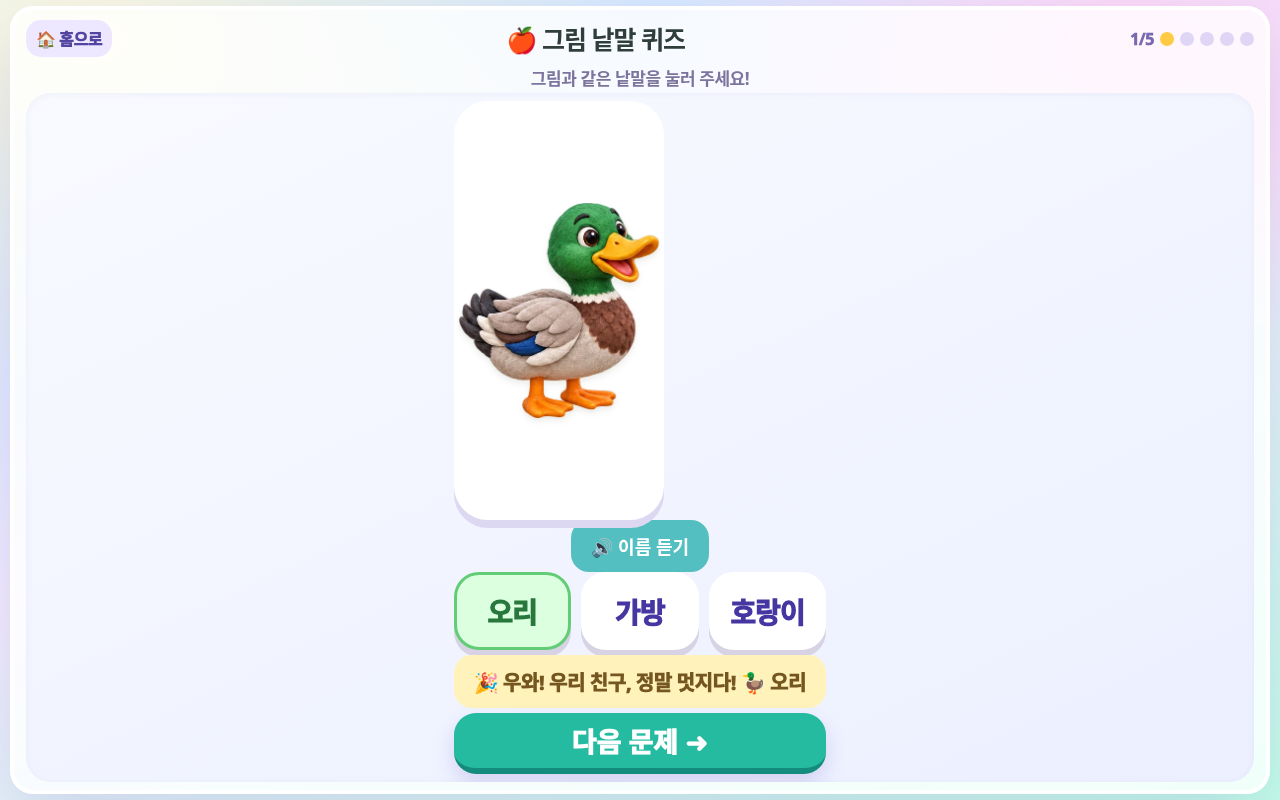 🏠 홈으로
🍎 그림 낱말 퀴즈
1/5
그림과 같은 낱말을 눌러 주세요!
🔊 이름 듣기
오리
가방
호랑이
🎉 우와! 우리 친구, 정말 멋지다! 🦆 오리
다음 문제 ➜